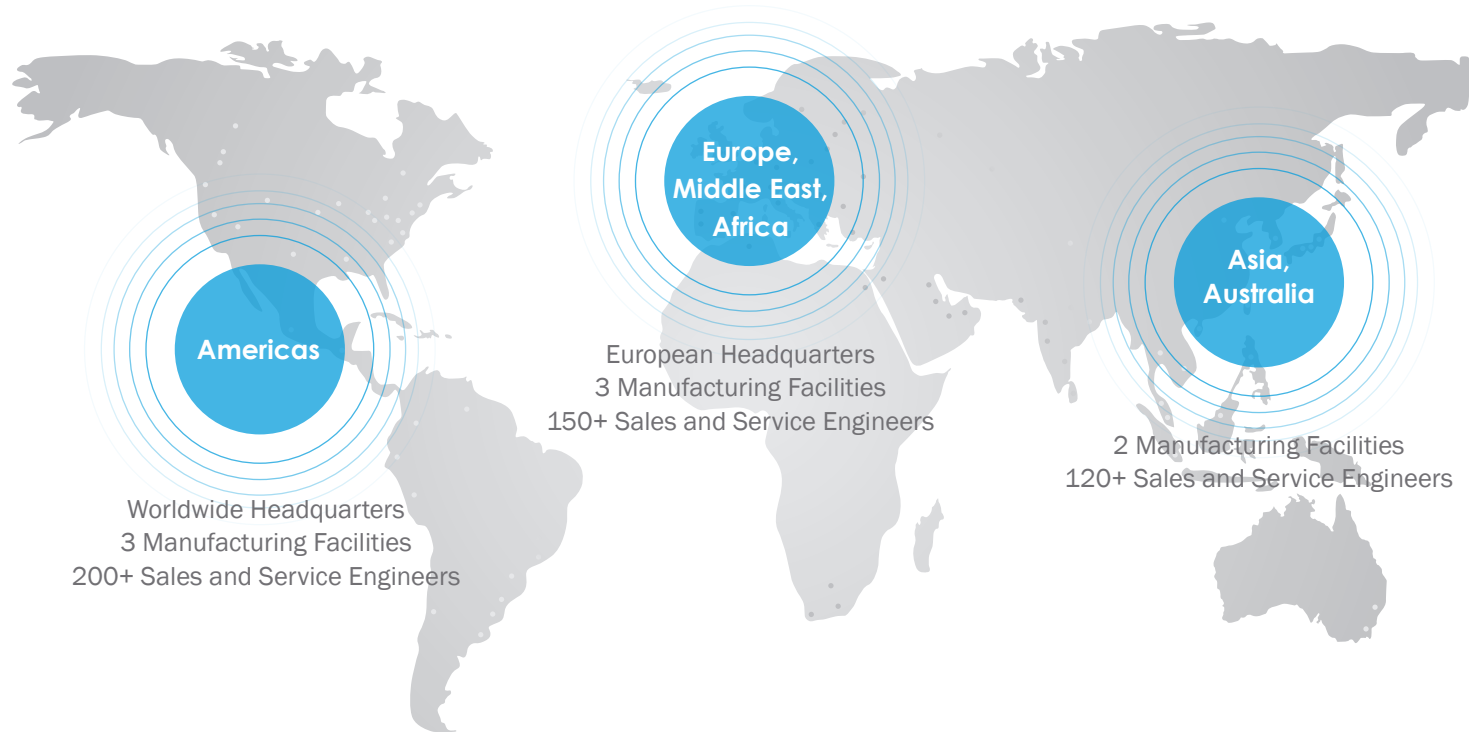 Americas
Worldwide Headquarters
3 Manufacturing Facilities
200+ Sales and Service Engineers
Europe,
Middle East,
Africa
European Headquarters
3 Manufacturing Facilities
150+ Sales and Service Engineers
Asia,
Australia
2 Manufacturing Facilities
120+ Sales and Service Engineers